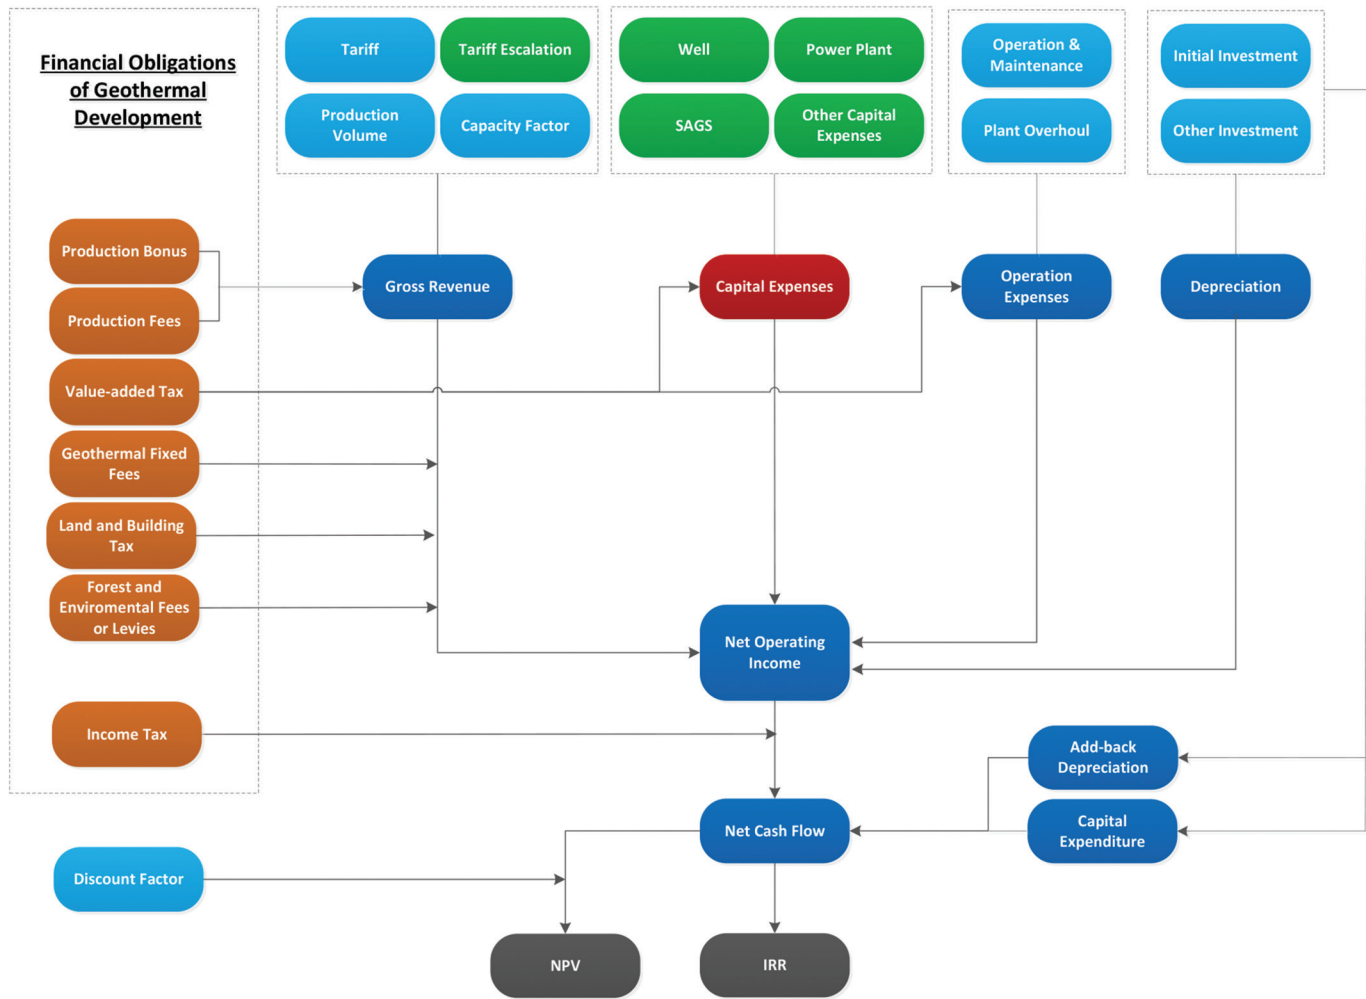 Financial Obligations
of Geothermal
Development
Tariff
Tariff Escalation
Production
Volume
Capacity Factor
Well
Power Plant
SAGS
Other Capital
Expenses
Operation &
Maintenance
Plant Overhoul
Initial Investment
Other Investment
Production Bonus
Production Fees
Gross Revenue
Capital Expenses
Operation
Expenses
Depreciation
Value-added Tax
Geothermal Fixed
Fees
Land and Building
Tax
Forest and
Enviromental Fees
or Levies
Net Operating
Income
Income Tax
Add-back
Depreciation
Net Cash Flow
Capital
Expenditure
Discount Factor
NPV
IRR